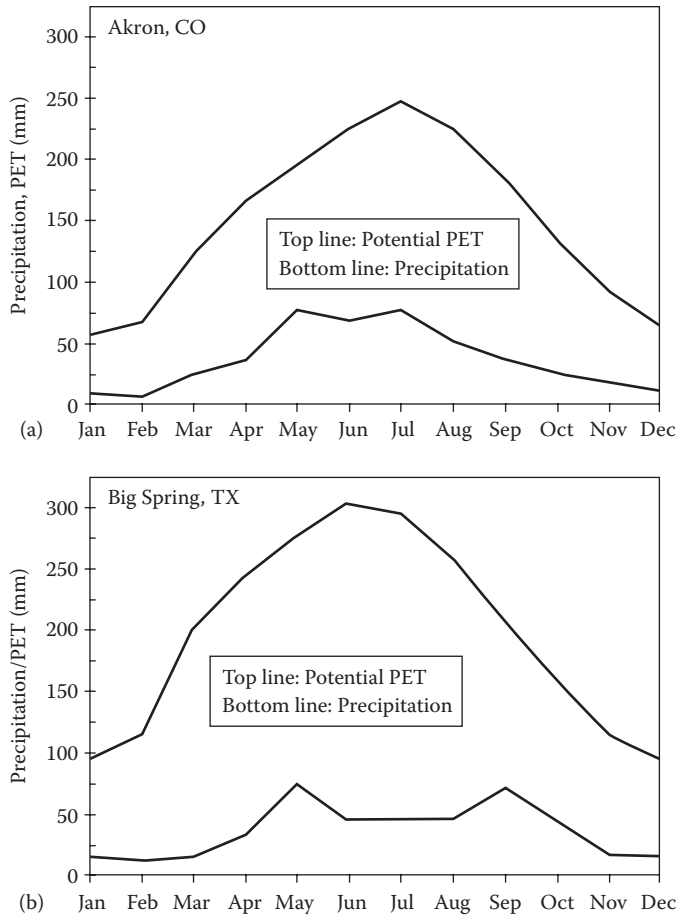 Akron, CO
Precipitation, PET (mm)
300
250
200
150
100
50
0
Top line: Potential PET
Bottom line: Precipitation
(a)
Jan Feb Mar Apr May Jun Jul Aug Sep Oct Nov Dec
Big Spring, TX
Precipitation/PET (mm)
300
250
200
150
100
50
0
Top line: Potential PET
Bottom line: Precipitation
(b)
Jan Feb Mar Apr May Jun Jul Aug Sep Oct Nov Dec